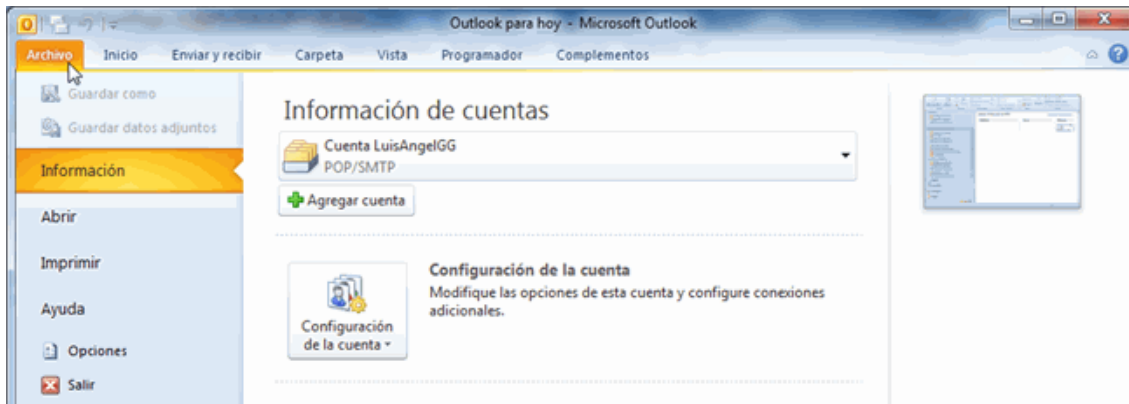 Outlook para hoy - Microsoft Outlook
Archivo Inicio Enviar y recibir Carpeta Vista Programador Complementos
Guardar como
Guardar datos adjuntos
Información
Abrir
Imprimir
Ayuda
Opciones
Salir
Información de cuentas
Cuenta LuisAngelGG
POP/SMTP
Agregar cuenta
Configuración
de la cuenta
Configuración de la cuenta
Modifique las opciones de esta cuenta y configure conexiones
adicionales.